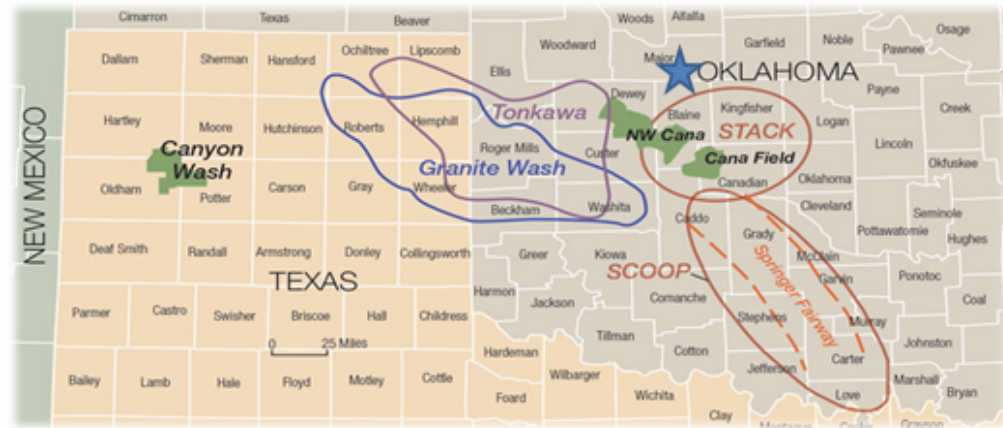 Cimarron
Texas
Beaver
Woods
Alfalfa
Osage
Dallam
Sherman
Hansford
Ochiltree
Lipscomb
Ellis
Woodward
Major
Garfield
Noble
Pawnee
OKLAHOMA
Payne
Creek
Hartley
Moore
Hutchinson
Roberts
Hemphill
Tonkawa
Dewey
Blaine
Kingfisher
Logan
STACK
NW Cana
Lincoln
Okfuskee
NEW MEXICO
Canyon
Wash
Roger Mills
Custer
Granite Wash
Cana Field
Oldham
Potter
Carson
Gray
Wheeler
Beckham
Washita
Canadian
Oklahoma
Cleveland
Seminole
Pottawatomie
Hughes
Deaf Smith
Randall
Armstrong
Donley
Collingsworth
Greer
Kiowa
Caddo
Grady
McClain
TEXAS
SCOOP
Springer Fairway
Garvin
Ponotoc
Harmon
Jackson
Comanche
Coal
Parmer
Castro
Swisher
Briscoe
Hall
Childress
Tillman
Stephens
Murray
0 25 Miles
Cotton
Johnston
Hardeman
Jefferson
Carter
Bailey
Lamb
Hale
Floyd
Motley
Cottle
Wilbarger
Foard
Wichita
Love
Marshall
Bryan
Clay
Montague
Grayson